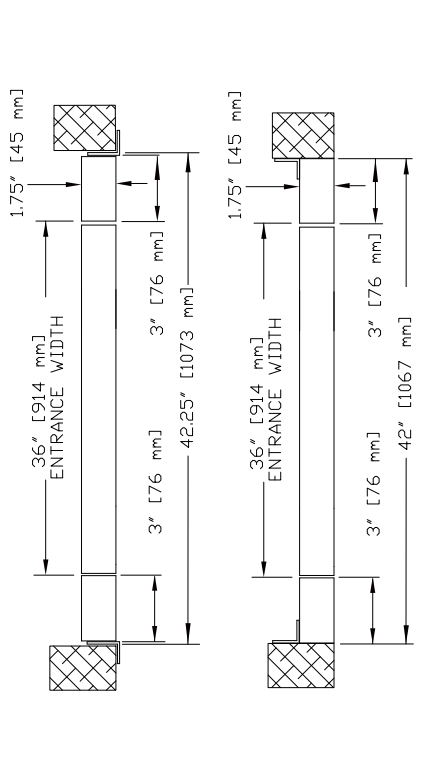 1.75″ [45 mm]
36″ [914 mm]
ENTRANCE WIDTH
3″ [76 mm]
3″ [76 mm]
42.25″ [1073 mm]
1.75″ [45 mm]
36″ [914 mm]
ENTRANCE WIDTH
3″ [76 mm]
3″ [76 mm]
42″ [1067 mm]